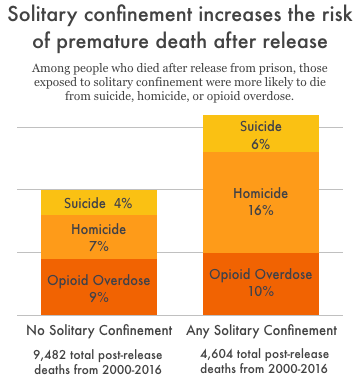 Solitary confinement increases the risk
of premature death after release
Among people who died after release from prison, those
exposed to solitary confinement were more likely to die
from suicide, homicide, or opioid overdose.
Suicide 4%
Homicide
7%
Opioid Overdose
9%
Suicide
6%
Homicide
16%
Opioid Overdose
10%
No Solitary Confinement
Any Solitary Confinement
9,482 total post-release
deaths from 2000-2016
4,604 total post-release
deaths from 2000-2016